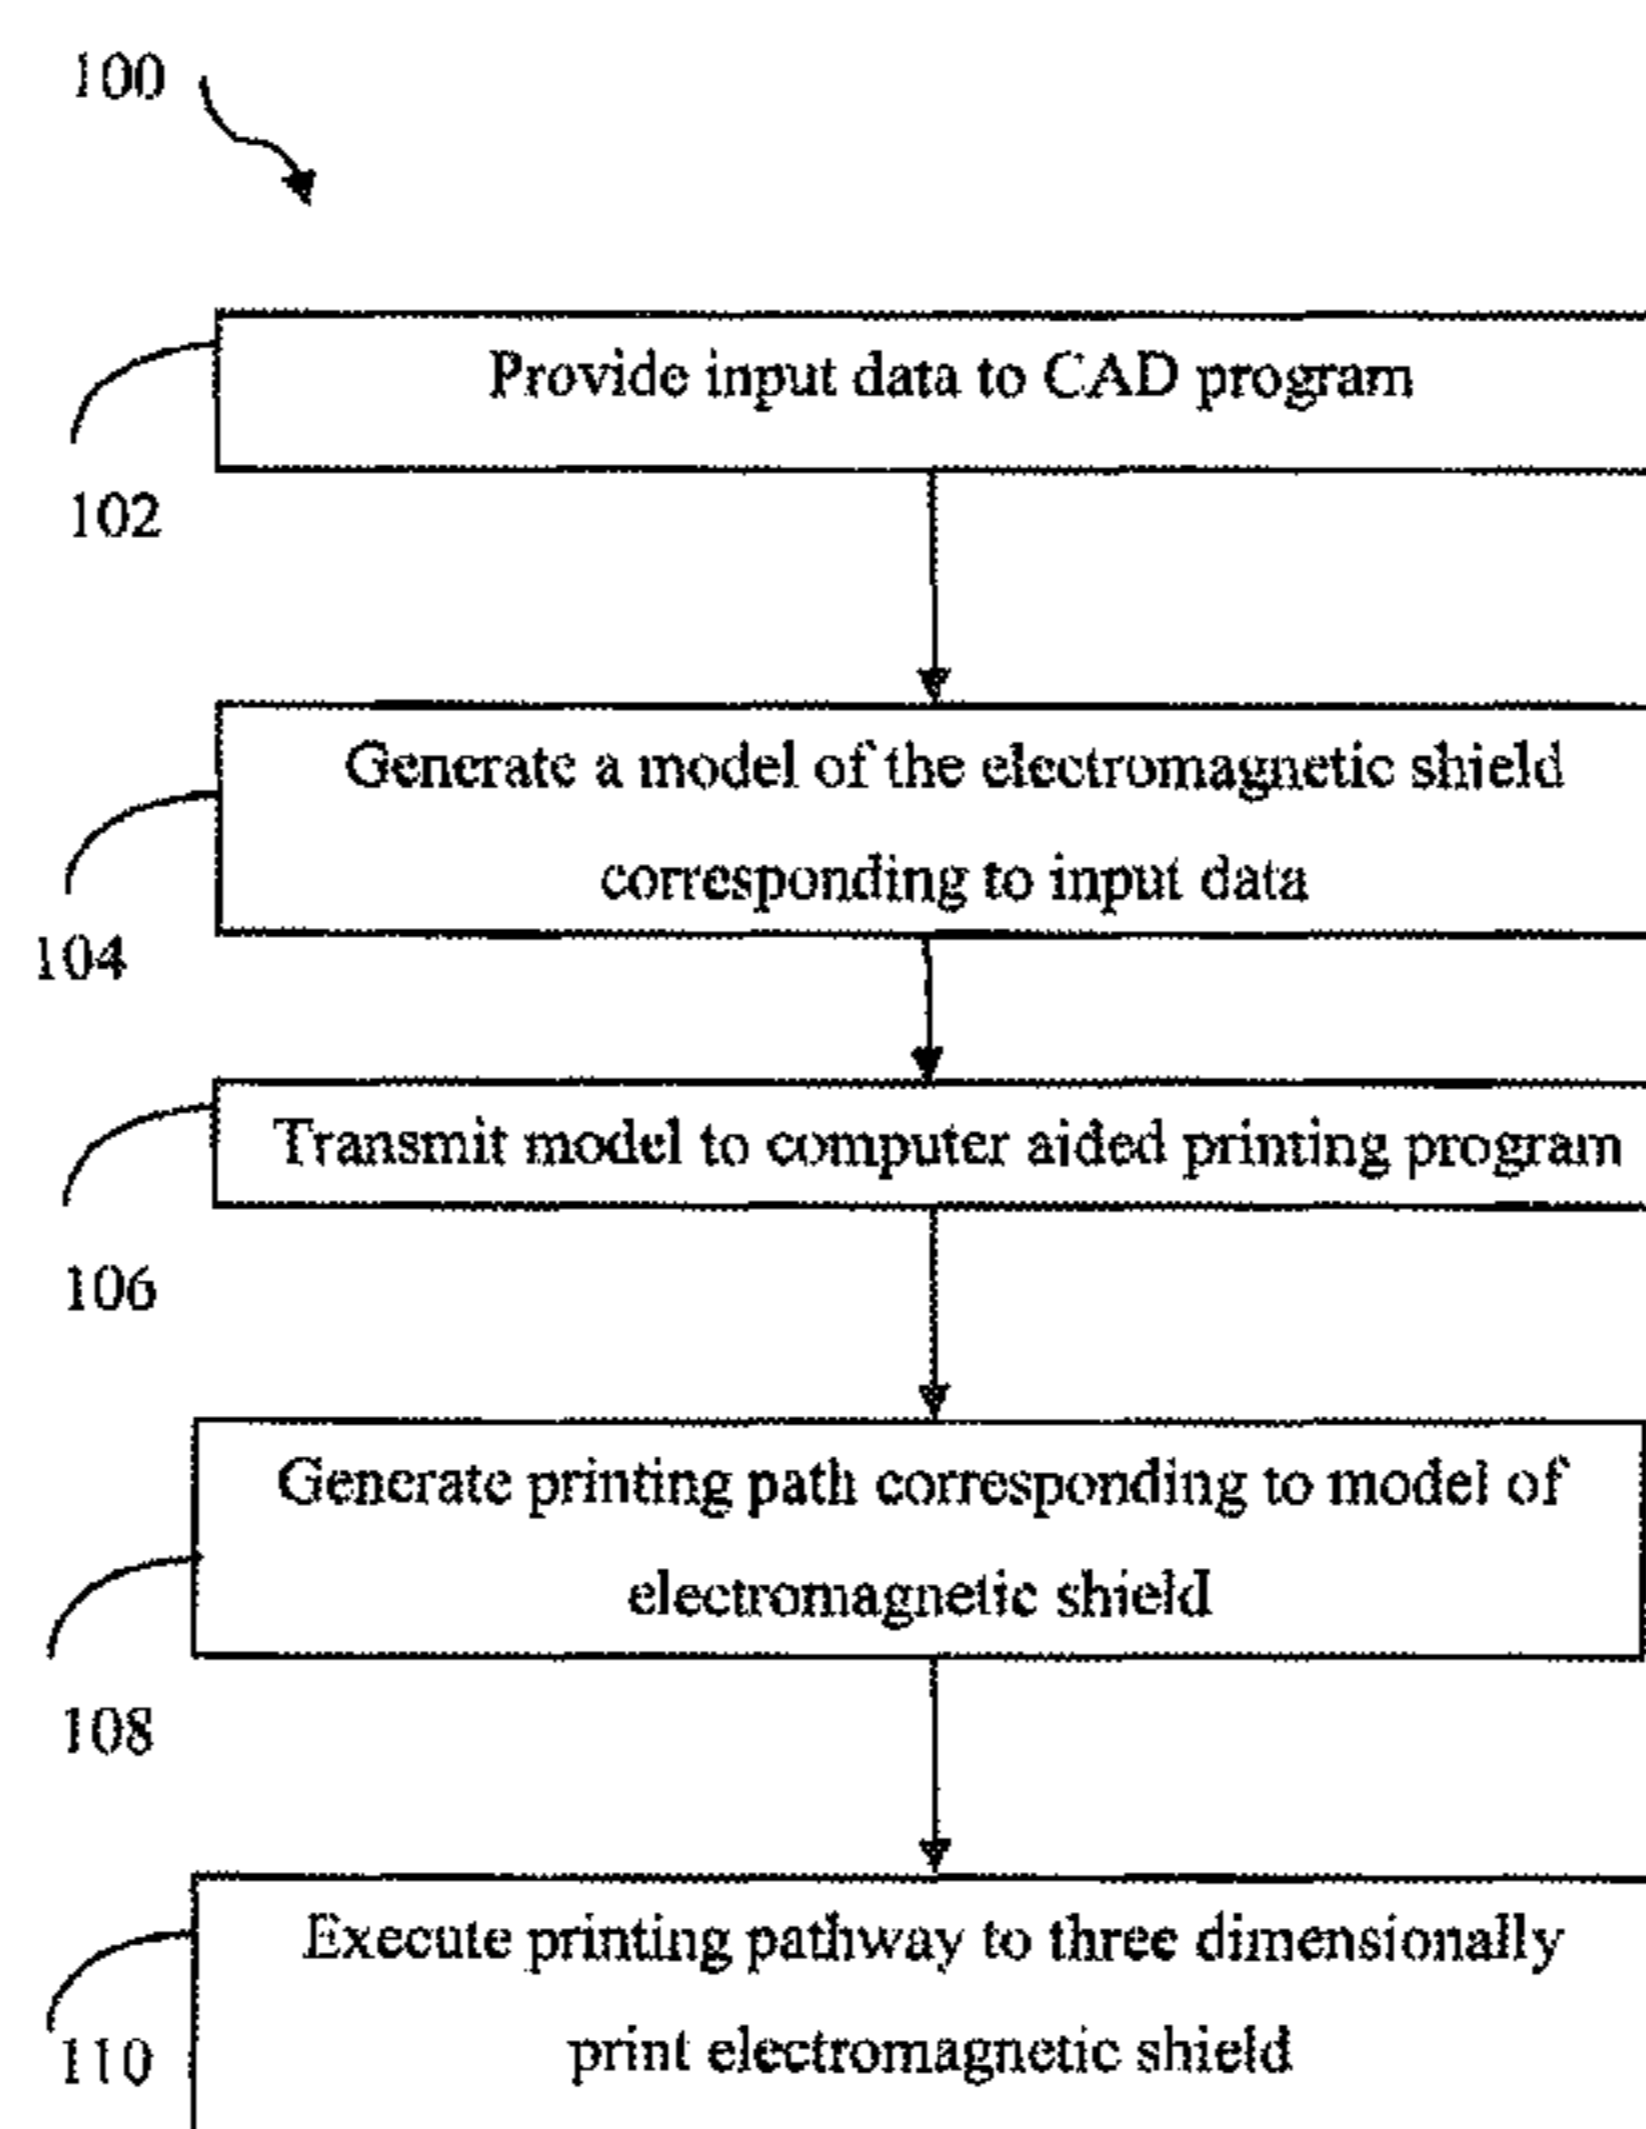 100
Provide input data to CAD program
102
Generate a model of the electromagnetic shield
corresponding to input data
104
Transmit model to computer aided printing program
106
Generate printing path corresponding to model of
electromagnetic shield
108
Execute printing pathway to three dimensionally
print electromagnetic shield
110